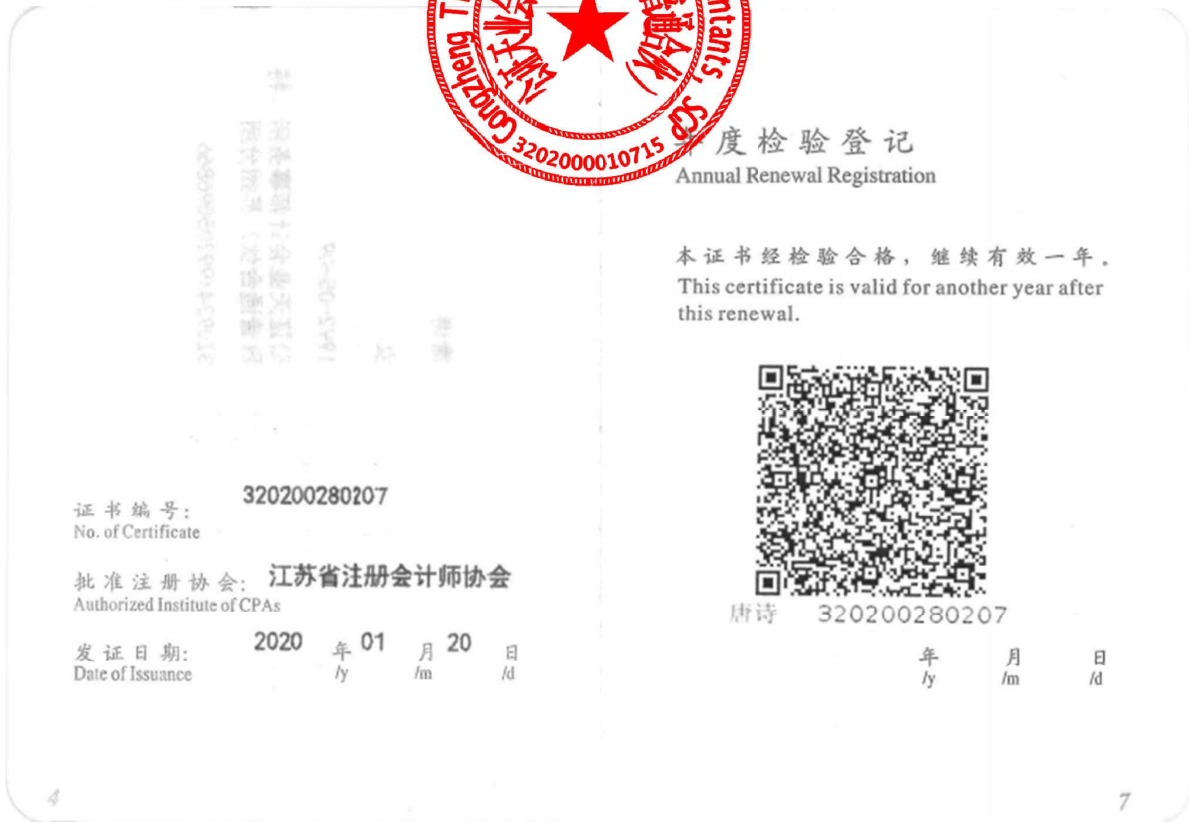 Gongzheng T
ntants, SGP
3202000010715
证书编号:
320200280207
No. of Certificate
批准注册协会:
江苏省注册会计师协会
Authorized Institute of CPAs
发证日期:
2020 年 01 月 20 日
Date of Issuance
/y /m /d
4
年度检验登记
Annual Renewal Registration
本证书经检验合格，继续有效一年。
This certificate is valid for another year after
this renewal.
唐诗 320200280207
年 月 日
/y /m /d
7